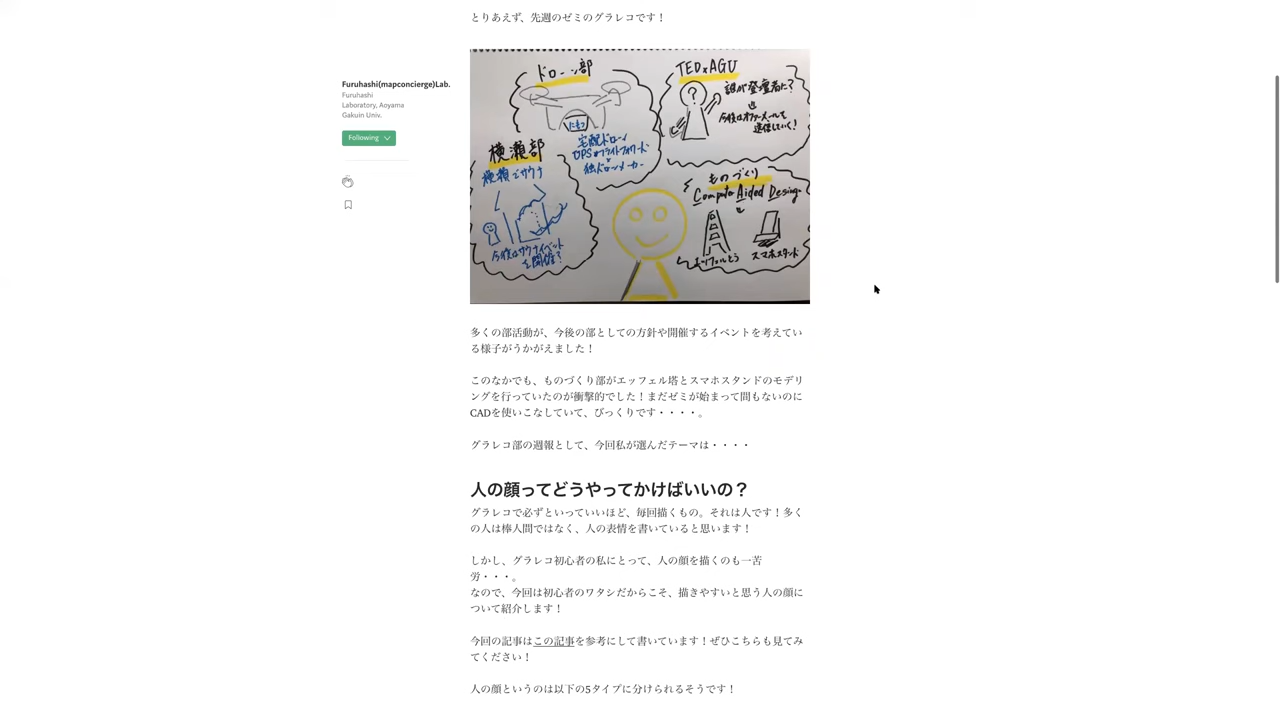 とりあえず、先週のゼミのグラレコです！
Furuhashi(mapconcierge)Lab.
Furuhashi
Laboratory, Aoyama
Gakuin Univ.
Following
ドローン部
にもつ
宅配ドローン
UPS×フライトフォワード
独ドローンメーカー
TED×AGU
?
誰が登壇者に？
今後はオファーメールを
送信していく！
横瀬部
横瀬でサウナ
今後はサウナイベント
を開催？
ものづくり
Computer Aided Desing
エッフェルとう
スマホスタンド
多くの部活動が、今後の部としての方針や開催するイベントを考えてい
る様子がうかがえました！
このなかでも、ものづくり部がエッフェル塔とスマホスタンドのモデリ
ングを行っていたのが衝撃的でした！まだゼミが始まって間もないのに
CADを使いこなしていて、びっくりです・・・・。
グラレコ部の週報として、今回私が選んだテーマは・・・・
人の顔ってどうやってかけばいいの？
グラレコで必ずといっていいほど、毎回描くもの。それは人です！多く
の人は棒人間ではなく、人の表情を書いていると思います！
しかし、グラレコ初心者の私にとって、人の顔を描くのも一苦
労・・・。
なので、今回は初心者のワタシだからこそ、描きやすいと思う人の顔に
ついて紹介します！
今回の記事はこの記事を参考にして書いています！ぜひこちらも見てみ
てください！
人の顔というのは以下の5タイプに分けられるそうです！